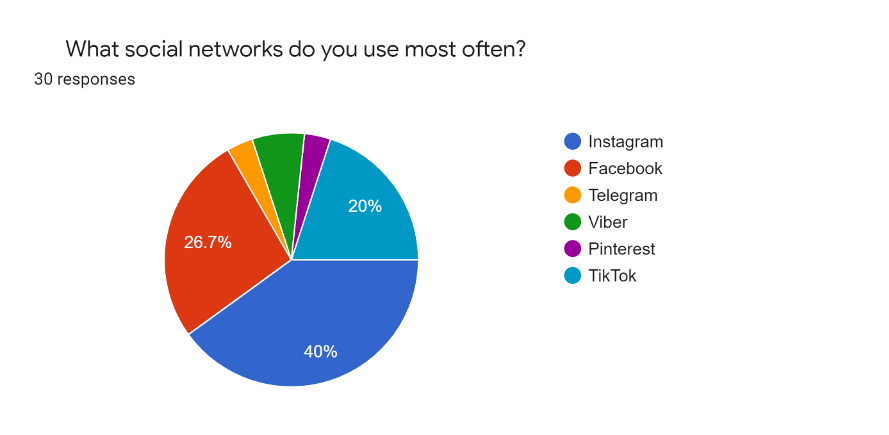 What social networks do you use most often?
30 responses
20%
26.7%
40%
Instagram
Facebook
Telegram
Viber
Pinterest
TikTok